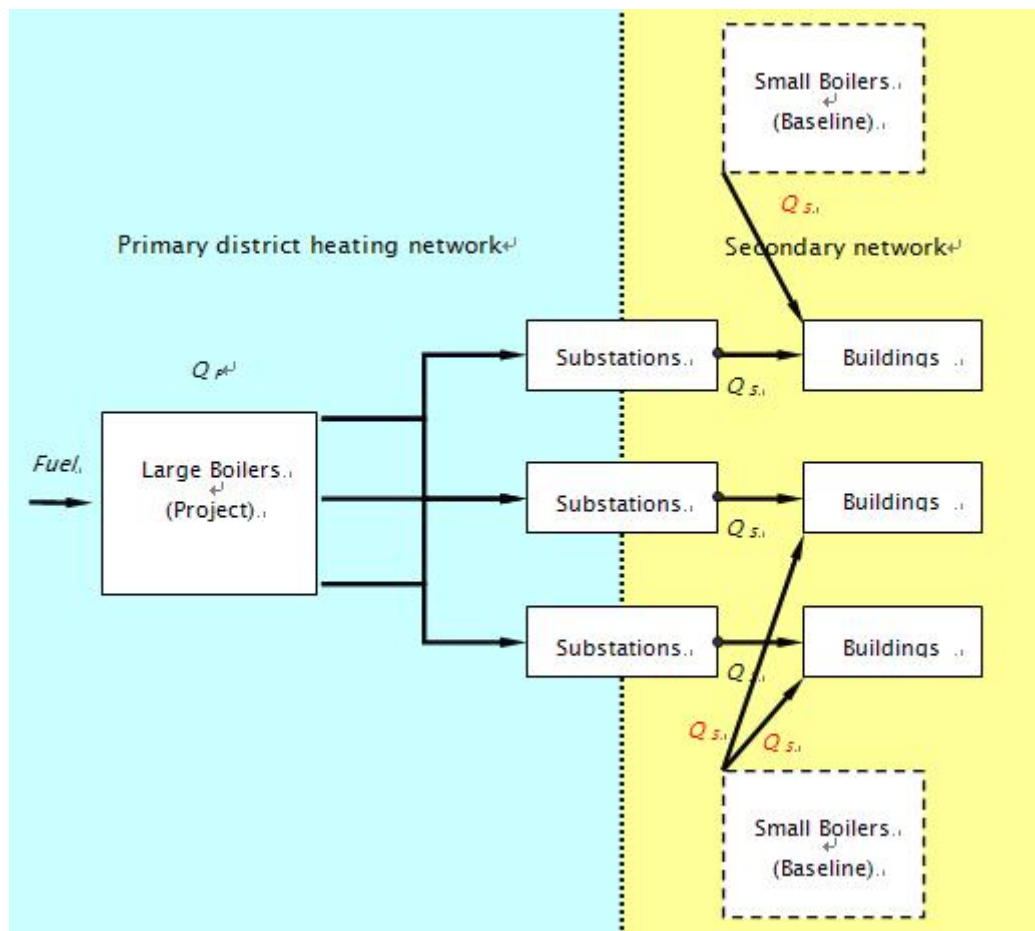 Small Boilers
(Baseline)
Q s
Primary district heating network
Secondary network
Substations
Buildings
Q P
Q s
Fuel
Large Boilers
(Project)
Substations
Buildings
Q s
Substations
Buildings
Q s
Q s
Q s
Small Boilers
(Baseline)